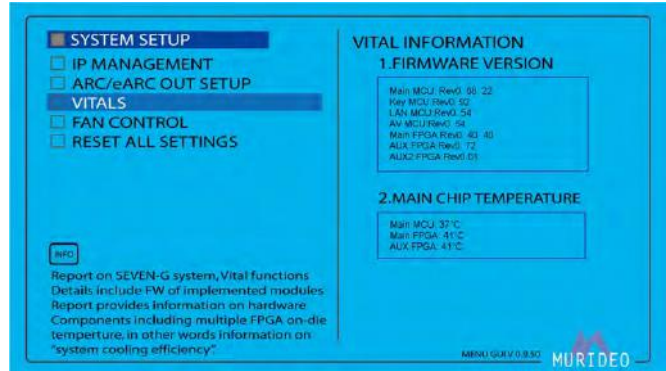 SYSTEM SETUP
IP MANAGEMENT
ARC/eARC OUT SETUP
VITALS
FAN CONTROL
RESET ALL SETTINGS
INFO
Report on SEVEN-G system, Vital functions
Details include FW of implemented modules
Report provides information on hardware
Components including multiple FPGA on-die
temperture, in other words information on
"system cooling efficiency".
VITAL INFORMATION
1.FIRMWARE VERSION
Main MCU: Rev0. 22
Key MCU: Rev0. 92
LAN MCU: Rev0. 54
AV MCU: Rev0.
Main FPGA: Rev0. 40 40
AUX FPGA: Rev0. 72
AUX2 FPGA: Rev0.01
2.MAIN CHIP TEMPERATURE
Main MCU: 37°C
Main FPGA: 41°C
AUX FPGA: 41°C
MENU GUI V 0.9.50
MURIDEO